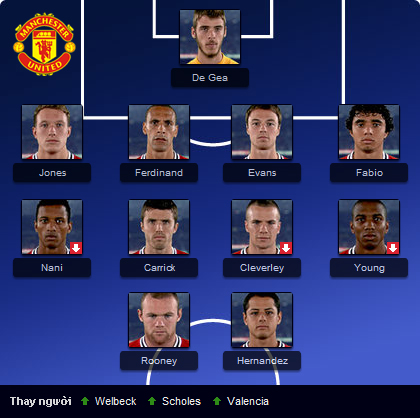 MANCHESTER
UNITED
De Gea
Jones Ferdinand Evans Fabio
Nani Carrick Cleverley Young
Rooney Hernandez
Thay người Welbeck Scholes Valencia